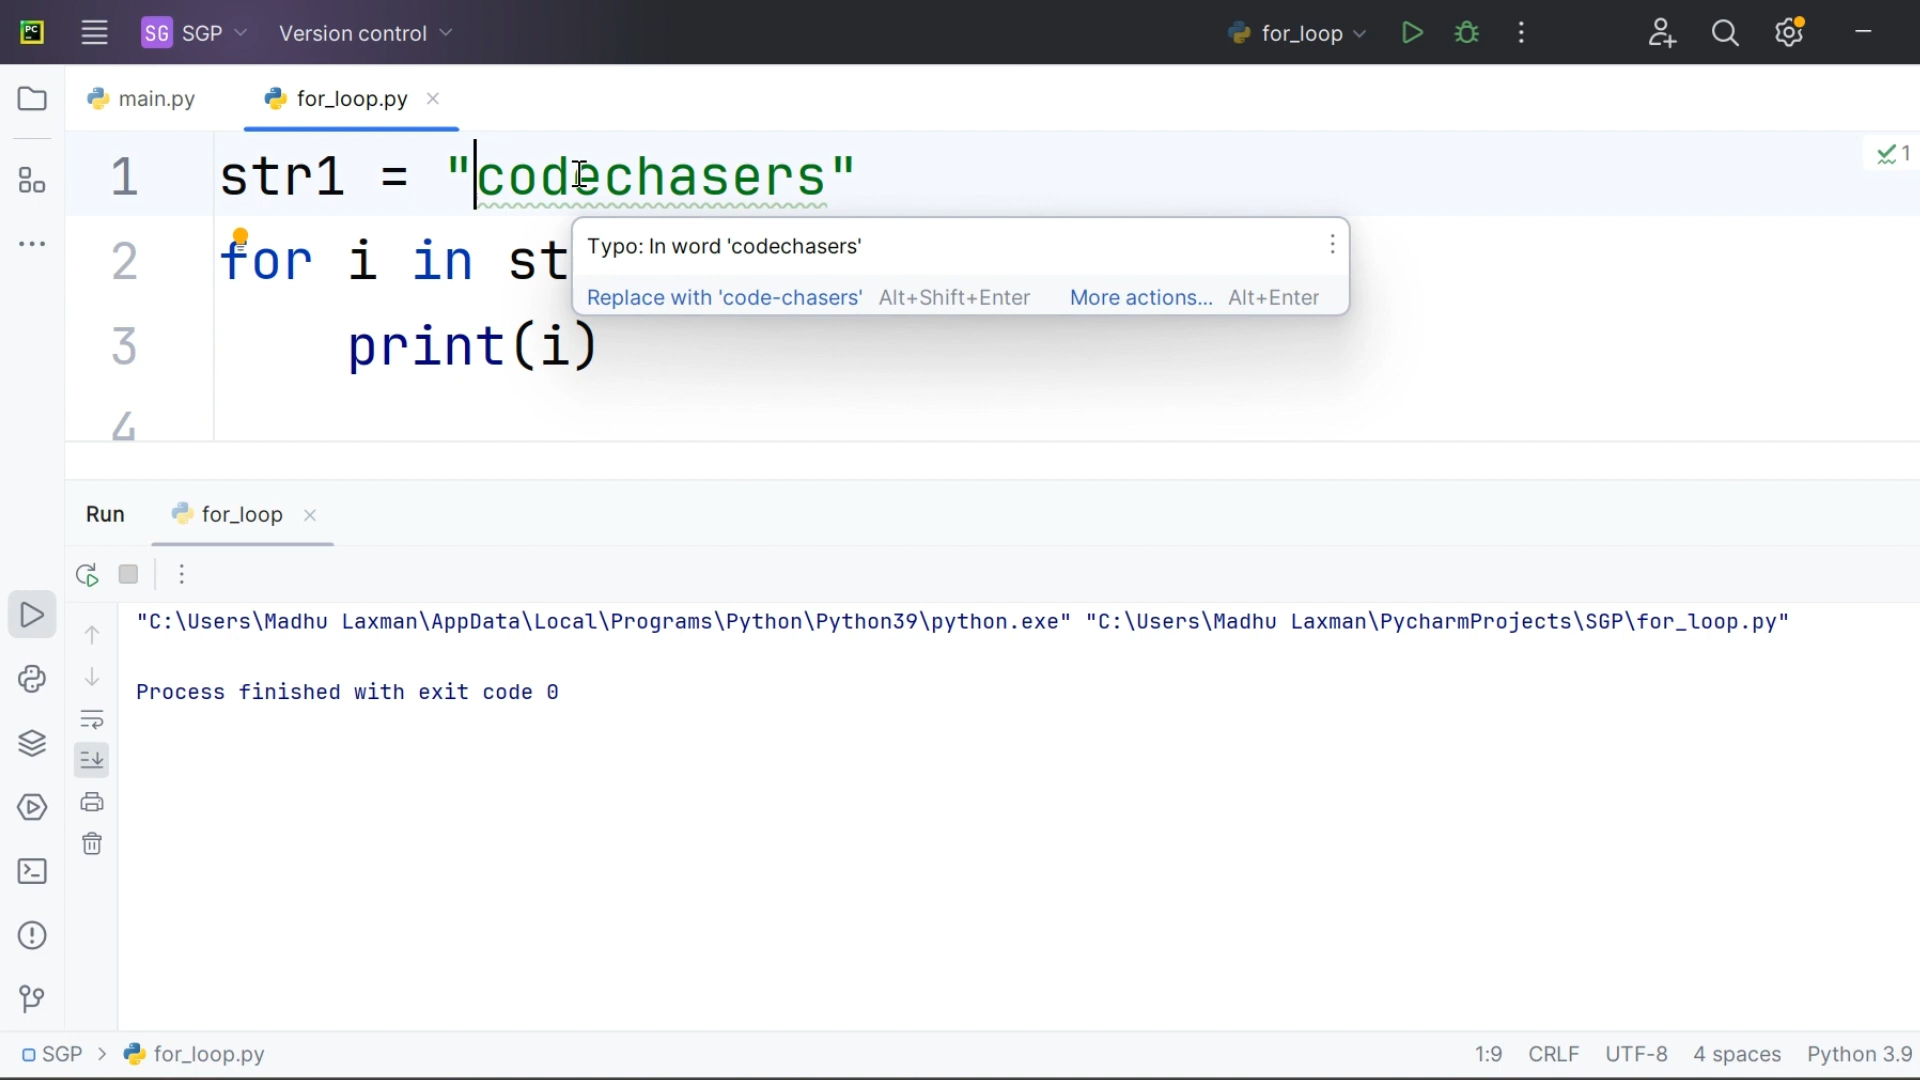 PC SG SGP Version control for_loop
main.py for_loop.py
1 str1 = "codechasers" 1
2 for i in st
Typo: In word 'codechasers'
Replace with 'code-chasers' Alt+Shift+Enter More actions... Alt+Enter
3 print(i)
4
Run for_loop
"C:\Users\Madhu Laxman\AppData\Local\Programs\Python\Python39\python.exe" "C:\Users\Madhu Laxman\PycharmProjects\SGP\for_loop.py"
Process finished with exit code 0
SGP > for_loop.py 1:9 CRLF UTF-8 4 spaces Python 3.9